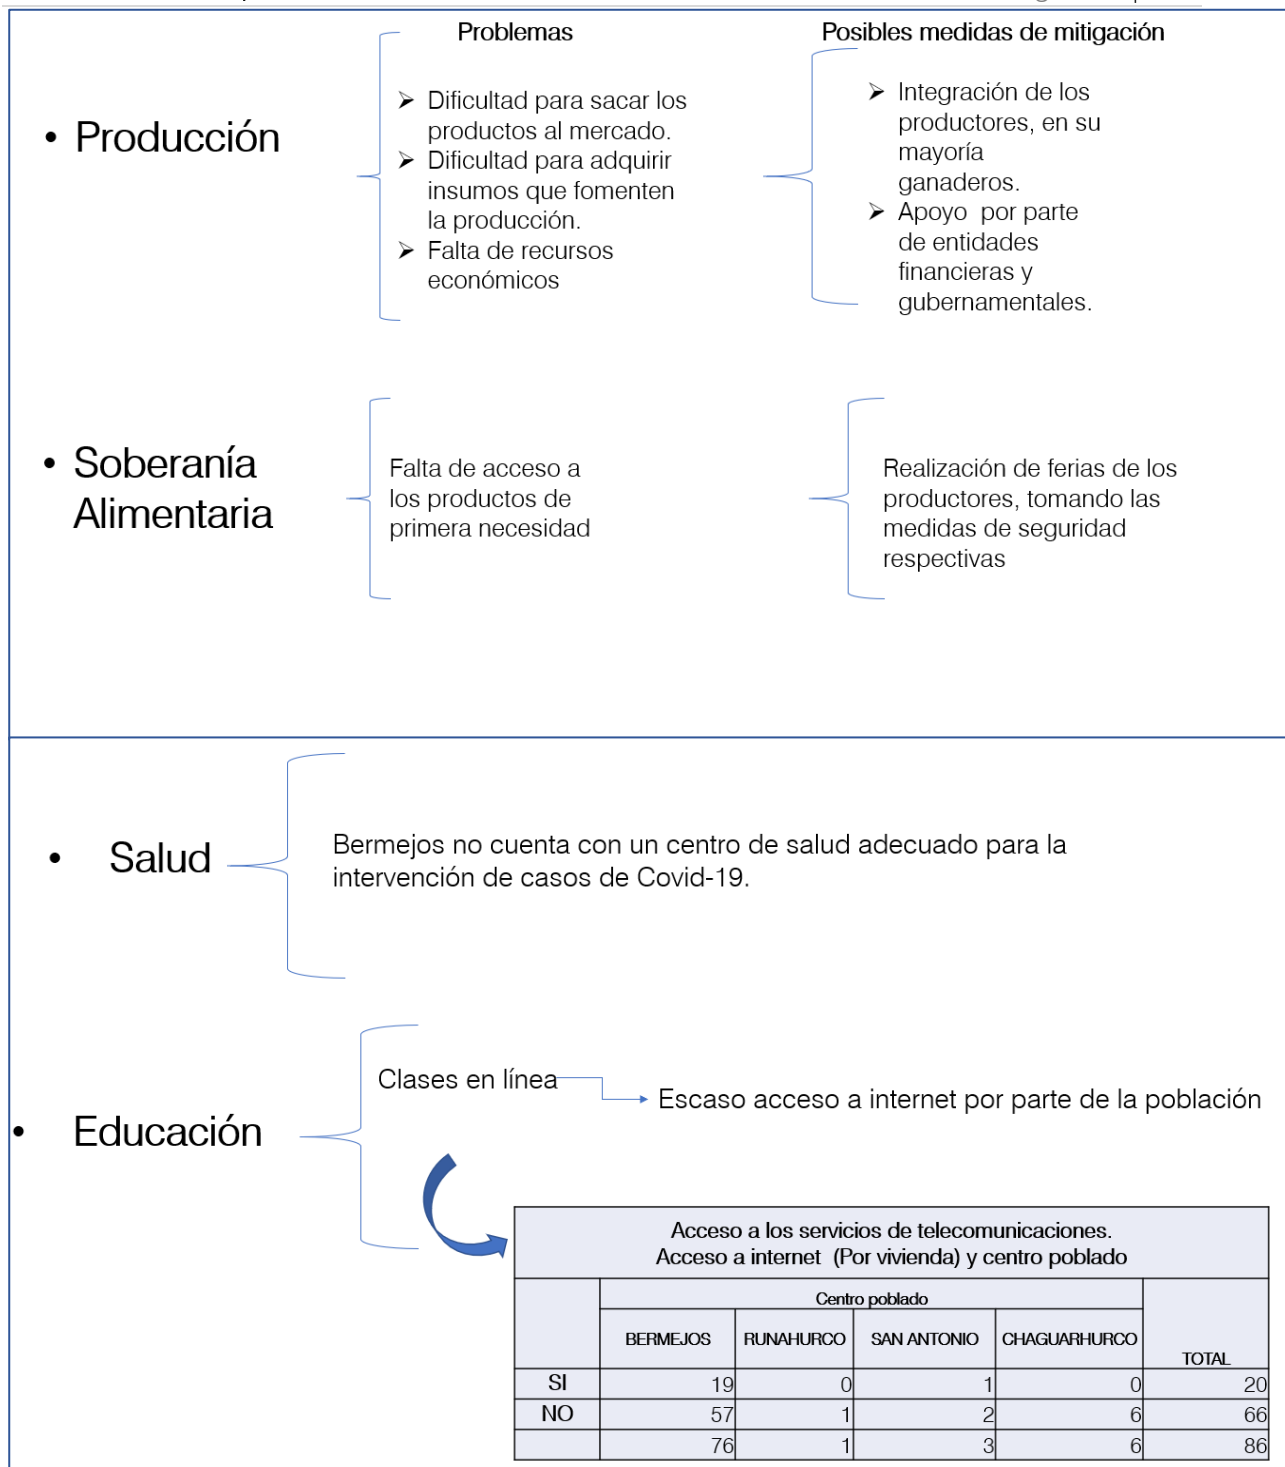 Problemas
Posibles medidas de mitigación
• Producción
➢ Dificultad para sacar los
productos al mercado.
➢ Dificultad para adquirir
insumos que fomenten
la producción.
➢ Falta de recursos
económicos
➢ Integración de los
productores, en su
mayoría
ganaderos.
➢ Apoyo por parte
de entidades
financieras y
gubernamentales.
• Soberanía
Alimentaria
Falta de acceso a
los productos de
primera necesidad
Realización de ferias de los
productores, tomando las
medidas de seguridad
respectivas
• Salud
Bermejos no cuenta con un centro de salud adecuado para la
intervención de casos de Covid-19.
• Educación
Clases en línea
Escaso acceso a internet por parte de la población
Acceso a los servicios de telecomunicaciones.
Acceso a internet (Por vivienda) y centro poblado
Centro poblado
BERMEJOS RUNAHURCO SAN ANTONIO CHAGUARHURCO TOTAL
SI 19 0 1 0 20
NO 57 1 2 6 66
76 1 3 6 86